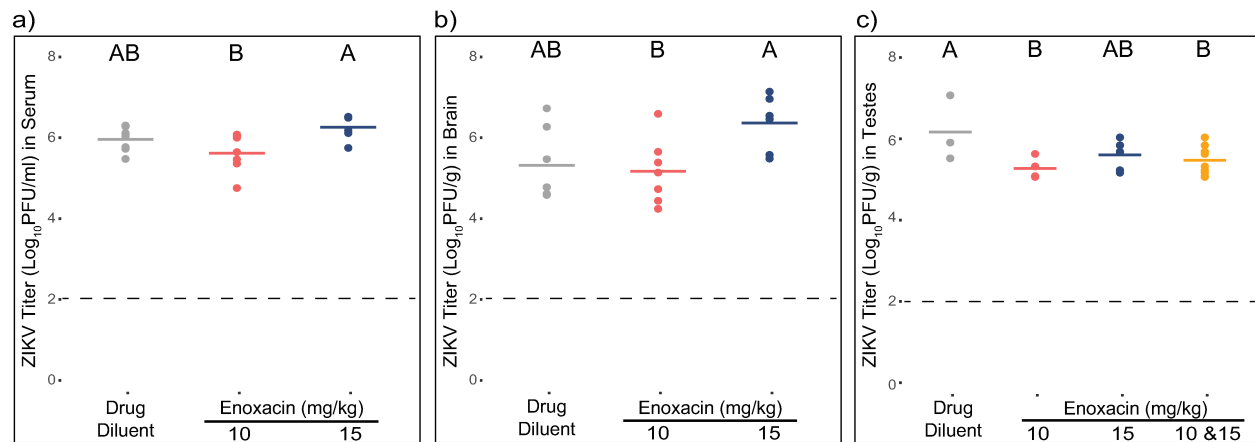 a)
ZIKV Titer (Log10PFU/ml) in Serum
8
6
4
2
0
AB B A
Drug
Diluent
Enoxacin (mg/kg)
10 15
b)
ZIKV Titer (Log10PFU/g) in Brain
8
6
4
2
0
AB B A
Drug
Diluent
Enoxacin (mg/kg)
10 15
c)
ZIKV Titer (Log10PFU/g) in Testes
8
6
4
2
0
A B AB B
Drug
Diluent
Enoxacin (mg/kg)
10 15 10 &15